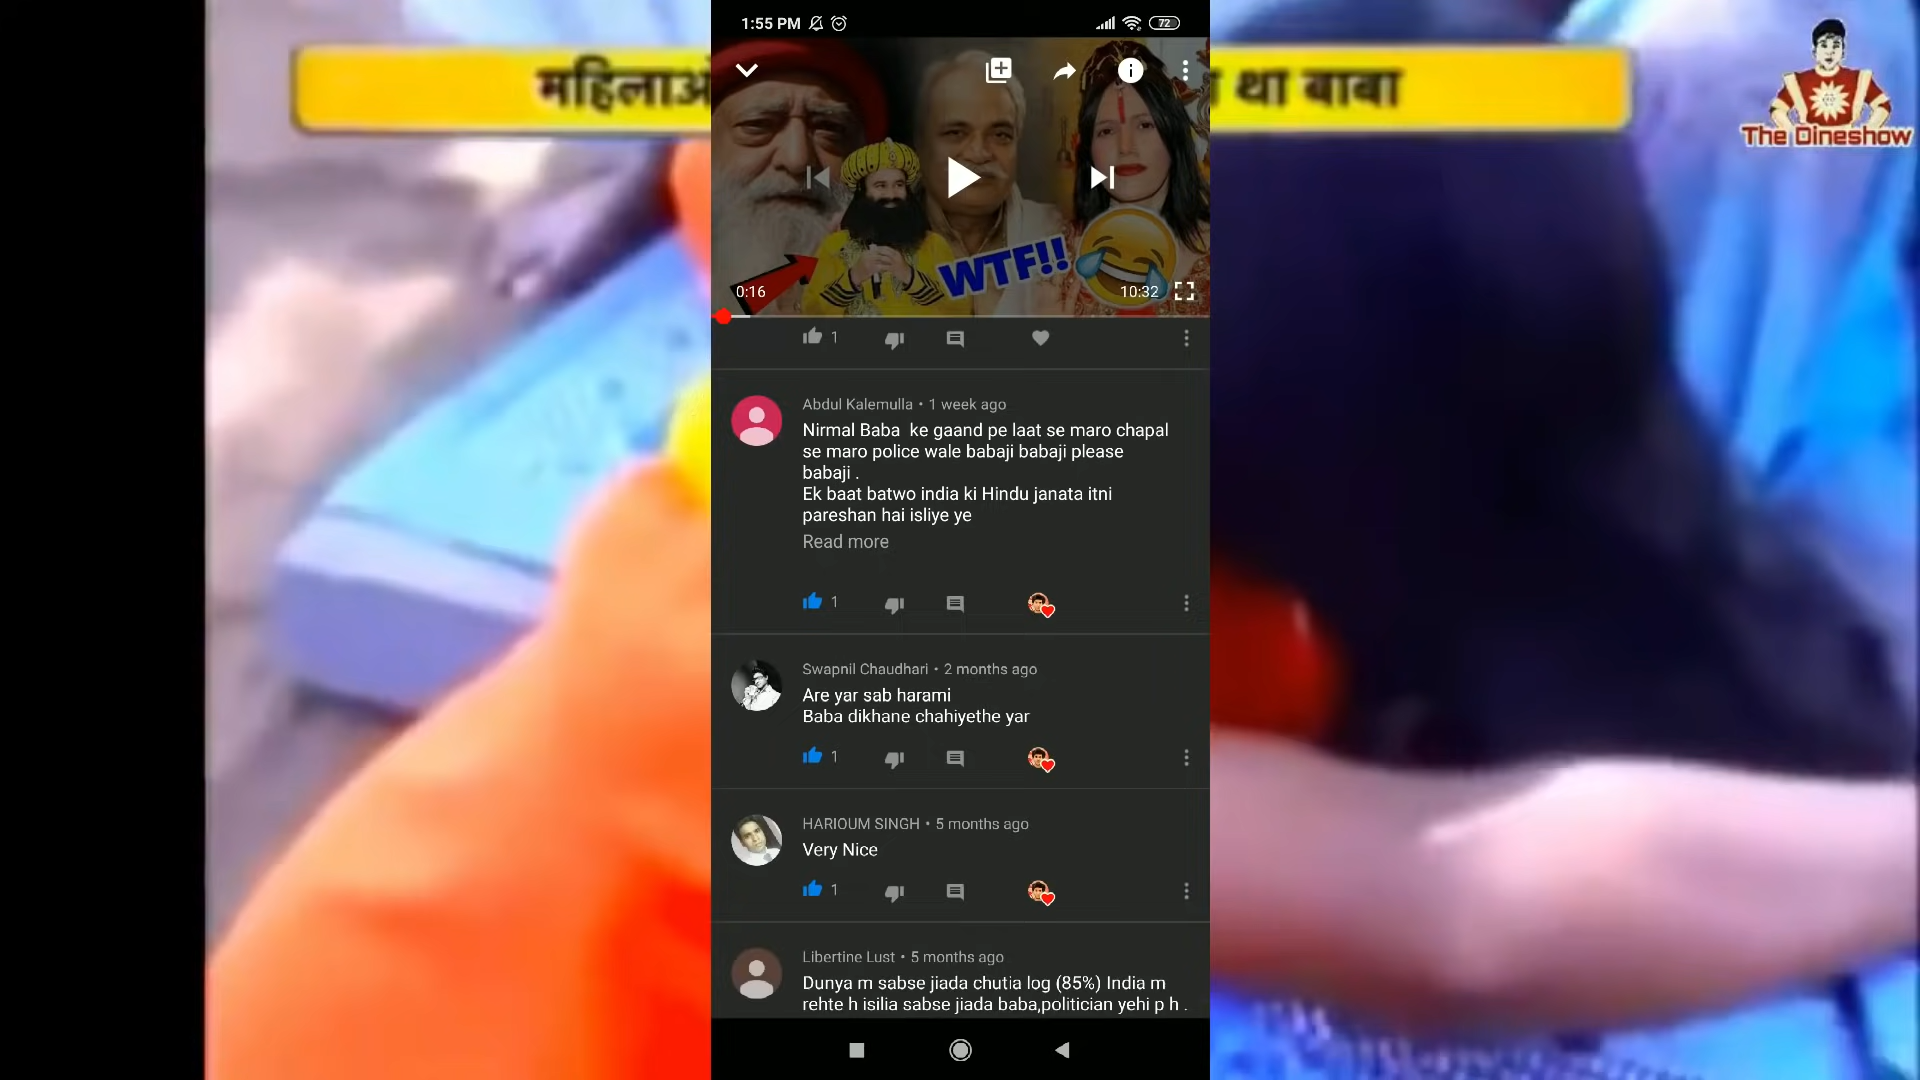 1:55 PM
72
महिलाओ
था बाबा
The Dineshow
WTF!!
0:16
10:32
1
Abdul Kalemulla • 1 week ago
Nirmal Baba ke gaand pe laat se maro chapal
se maro police wale babaji babaji please
babaji .
Ek baat batwo india ki Hindu janata itni
pareshan hai isliye ye
Read more
1
Swapnil Chaudhari • 2 months ago
Are yar sab harami
Baba dikhane chahiyethe yar
1
HARIOUM SINGH • 5 months ago
Very Nice
1
Libertine Lust • 5 months ago
Dunya m sabse jiada chutia log (85%) India m
rehte h isilia sabse jiada baba,politician yehi p h .